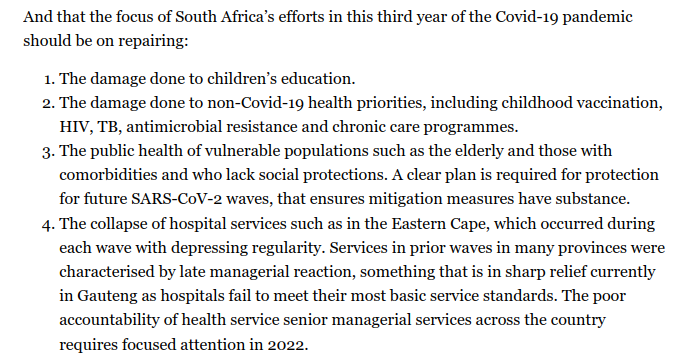 And that the focus of South Africa’s efforts in this third year of the Covid-19 pandemic
should be on repairing:
1. The damage done to children’s education.
2. The damage done to non-Covid-19 health priorities, including childhood vaccination,
HIV, TB, antimicrobial resistance and chronic care programmes.
3. The public health of vulnerable populations such as the elderly and those with
comorbidities and who lack social protections. A clear plan is required for protection
for future SARS-CoV-2 waves, that ensures mitigation measures have substance.
4. The collapse of hospital services such as in the Eastern Cape, which occurred during
each wave with depressing regularity. Services in prior waves in many provinces were
characterised by late managerial reaction, something that is in sharp relief currently
in Gauteng as hospitals fail to meet their most basic service standards. The poor
accountability of health service senior managerial services across the country
requires focused attention in 2022.